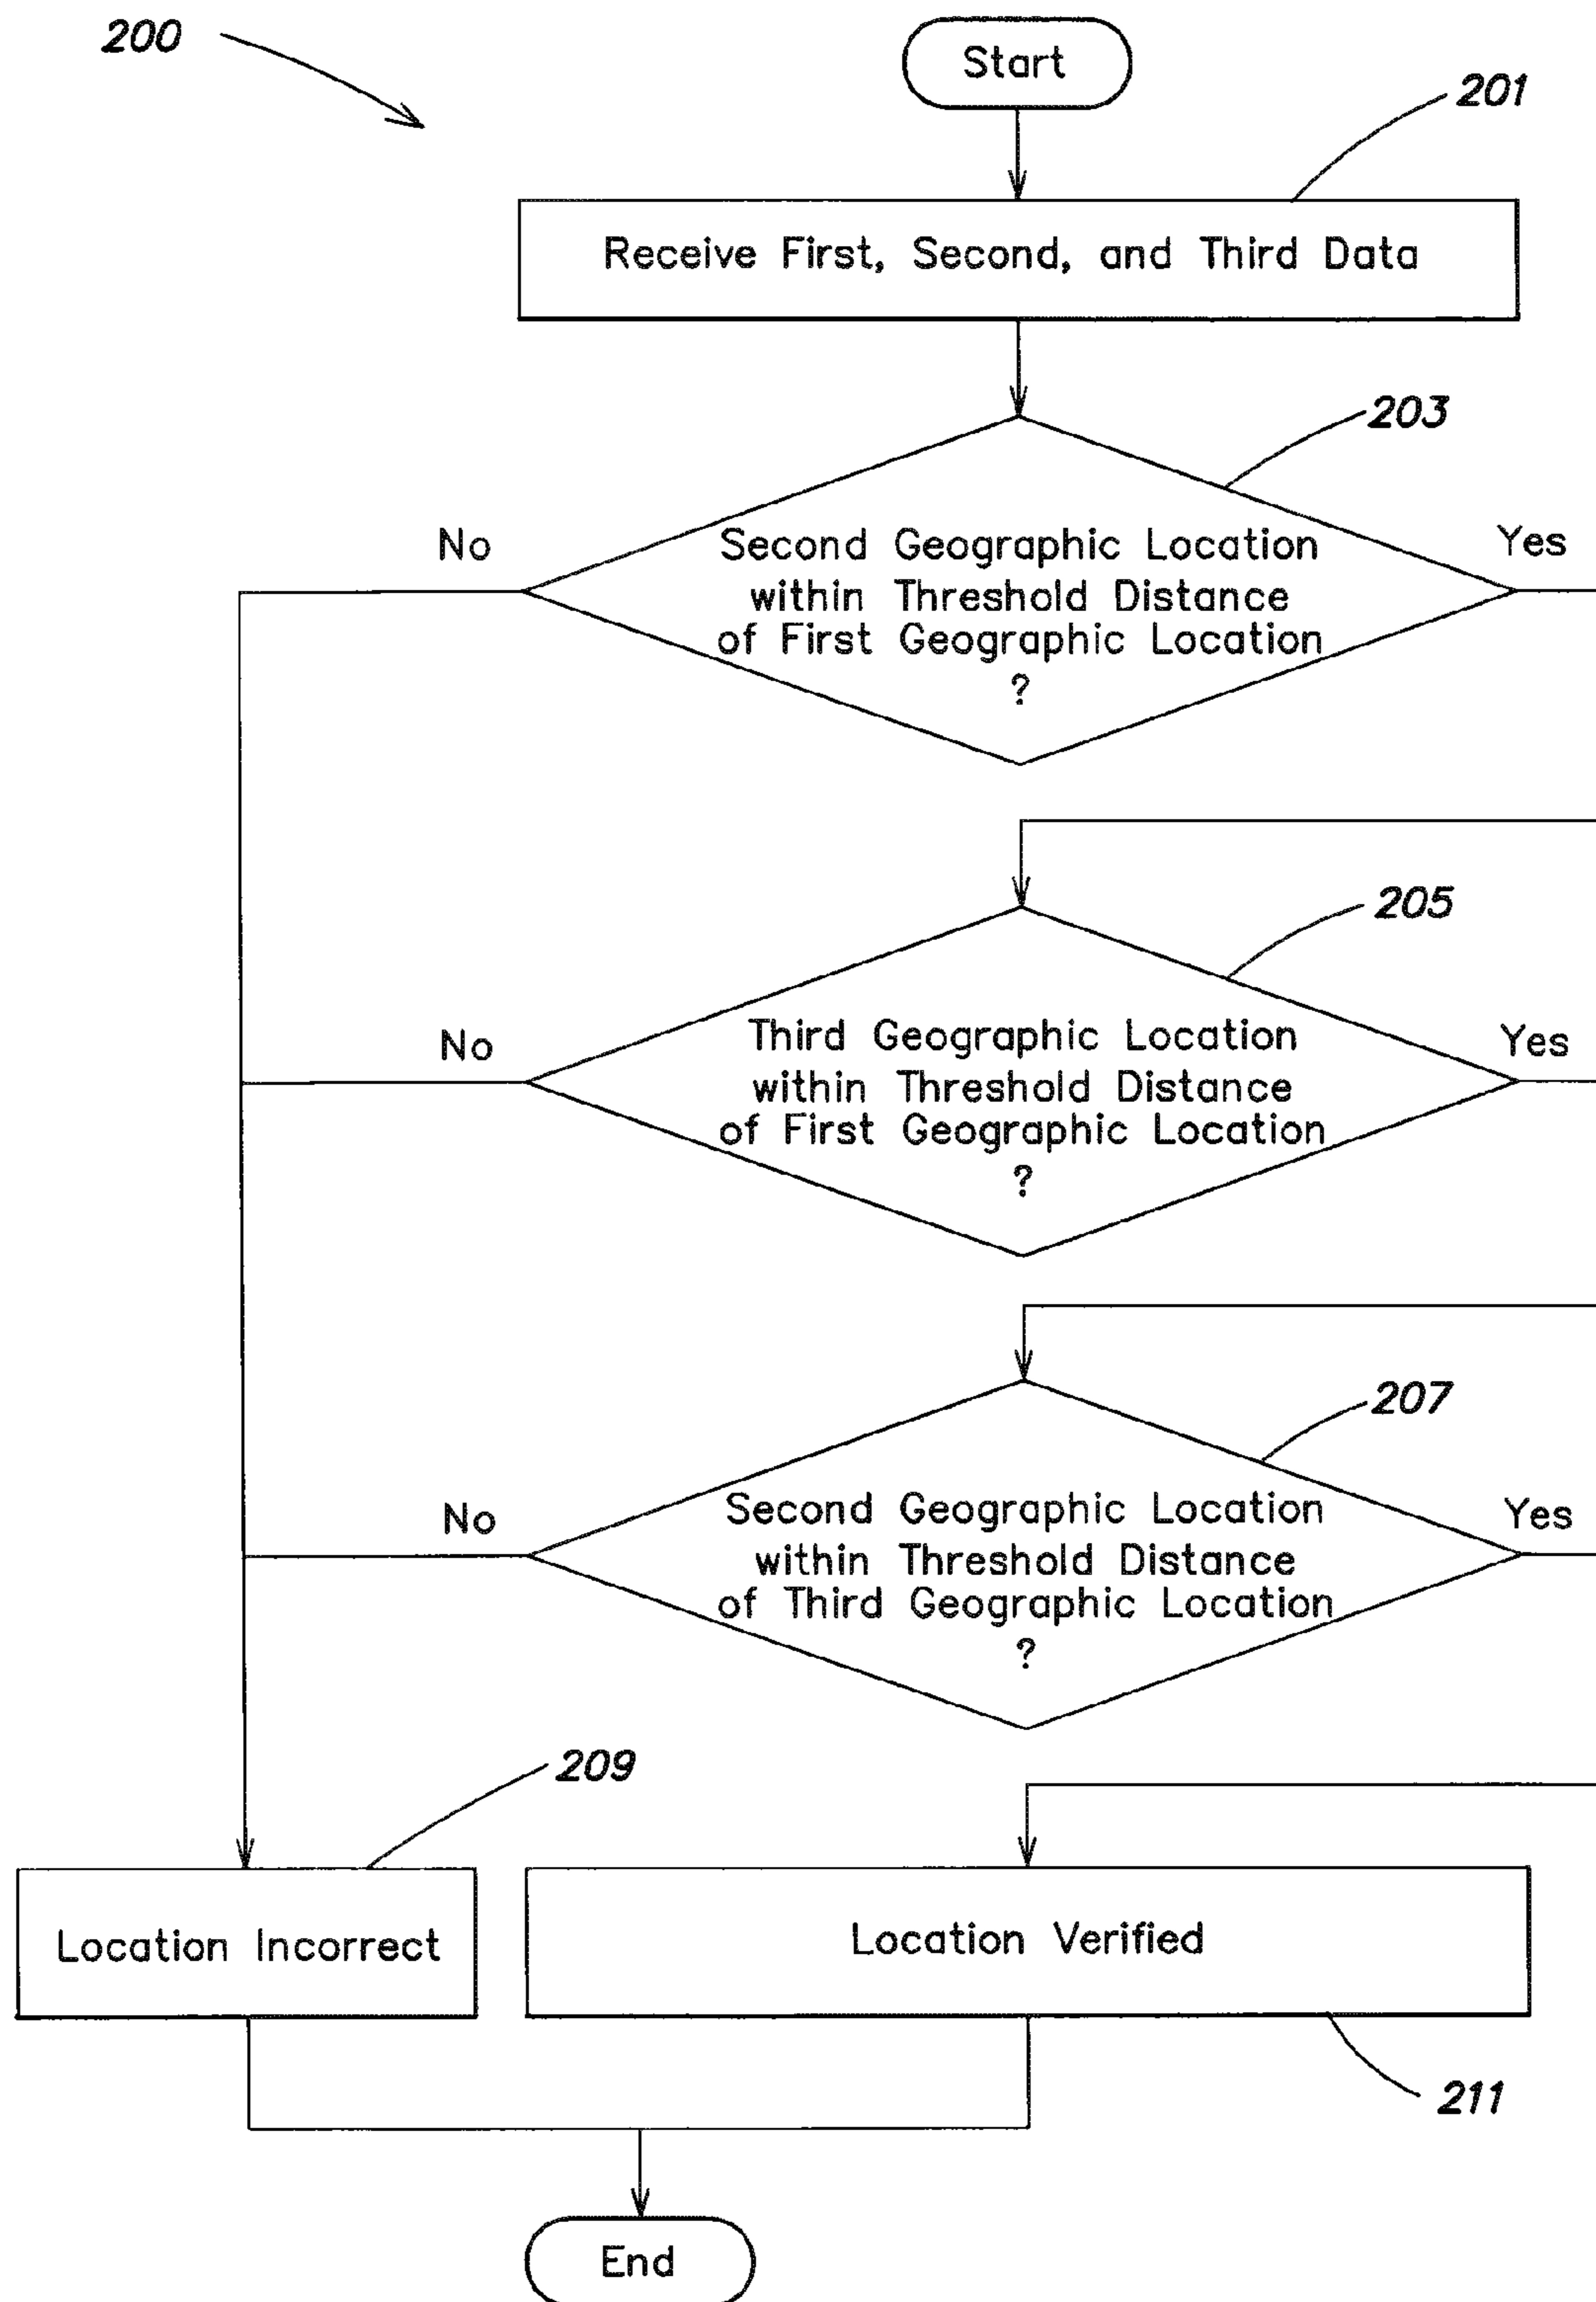 200
Start
201
Receive First, Second, and Third Data
203
No
Yes
Second Geographic Location
within Threshold Distance
of First Geographic Location
?
205
No
Yes
Third Geographic Location
within Threshold Distance
of First Geographic Location
?
207
No
Yes
Second Geographic Location
within Threshold Distance
of Third Geographic Location
?
209
Location Incorrect
Location Verified
211
End